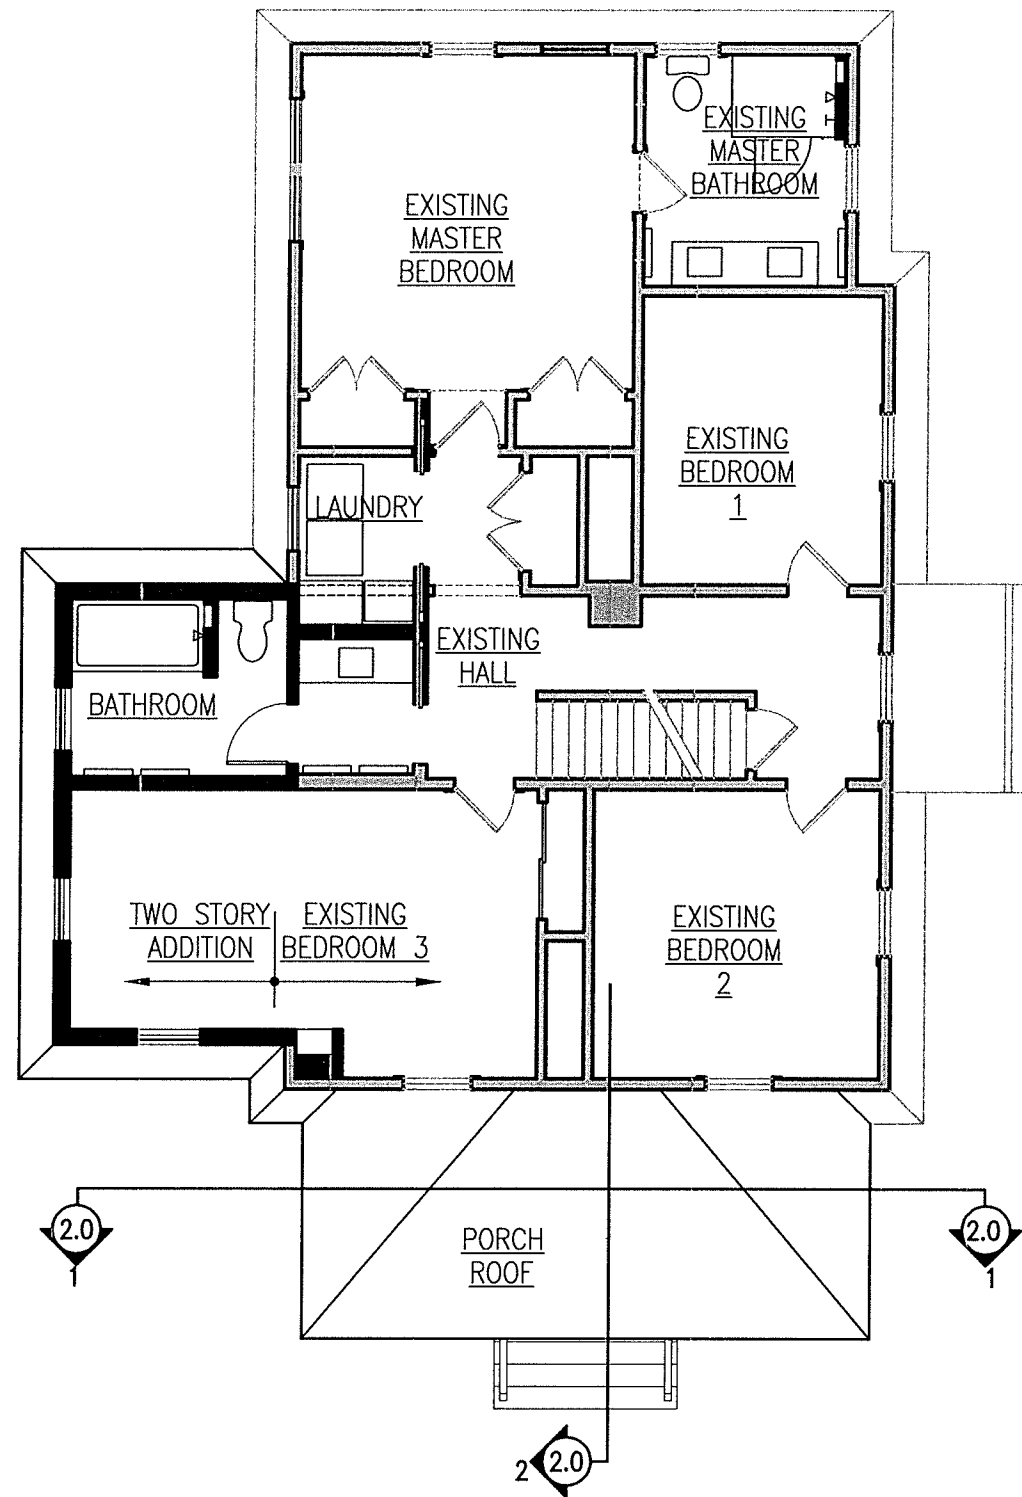 EXISTING
MASTER
BATHROOM
EXISTING
MASTER
BEDROOM
EXISTING
BEDROOM
1
LAUNDRY
EXISTING
HALL
BATHROOM
TWO STORY
ADDITION
EXISTING
BEDROOM 3
EXISTING
BEDROOM
2
2.0
1
PORCH
ROOF
2.0
1
2
2.0